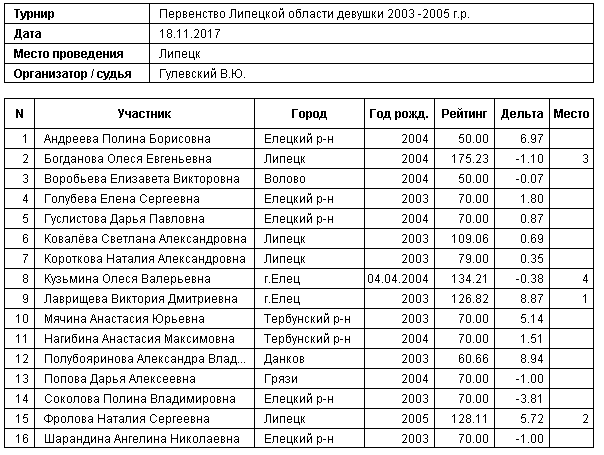 Турнир Первенство Липецкой области девушки 2003 -2005 г.р.
Дата 18.11.2017
Место проведения Липецк
Организатор / судья Гулевский В.Ю.
N Участник Город Год рожд. Рейтинг Дельта Место
1 Андреева Полина Борисовна Елецкий р-н 2004 50.00 6.97
2 Богданова Олеся Евгеньевна Липецк 2004 175.23 -1.10 3
3 Воробьева Елизавета Викторовна Волово 2004 50.00 -0.07
4 Голубева Елена Сергеевна Елецкий р-н 2003 70.00 1.80
5 Гуслистова Дарья Павловна Елецкий р-н 2004 70.00 0.87
6 Ковалёва Светлана Александровна Липецк 2003 109.06 0.69
7 Короткова Наталия Александровна Липецк 2003 79.00 0.35
8 Кузьмина Олеся Валерьевна г.Елец 04.04.2004 134.21 -0.38 4
9 Лаврищева Виктория Дмитриевна г.Елец 2003 126.82 8.87 1
10 Мячина Анастасия Юрьевна Тербунский р-н 2003 70.00 5.14
11 Нагибина Анастасия Максимовна Тербунский р-н 2004 70.00 1.51
12 Полубояринова Александра Влад... Данков 2003 60.66 8.94
13 Попова Дарья Алексеевна Грязи 2004 70.00 -1.00
14 Соколова Полина Владимировна Елецкий р-н 2003 70.00 -3.81
15 Фролова Наталия Сергеевна Липецк 2005 128.11 5.72 2
16 Шарандина Ангелина Николаевна Елецкий р-н 2003 70.00 -1.00